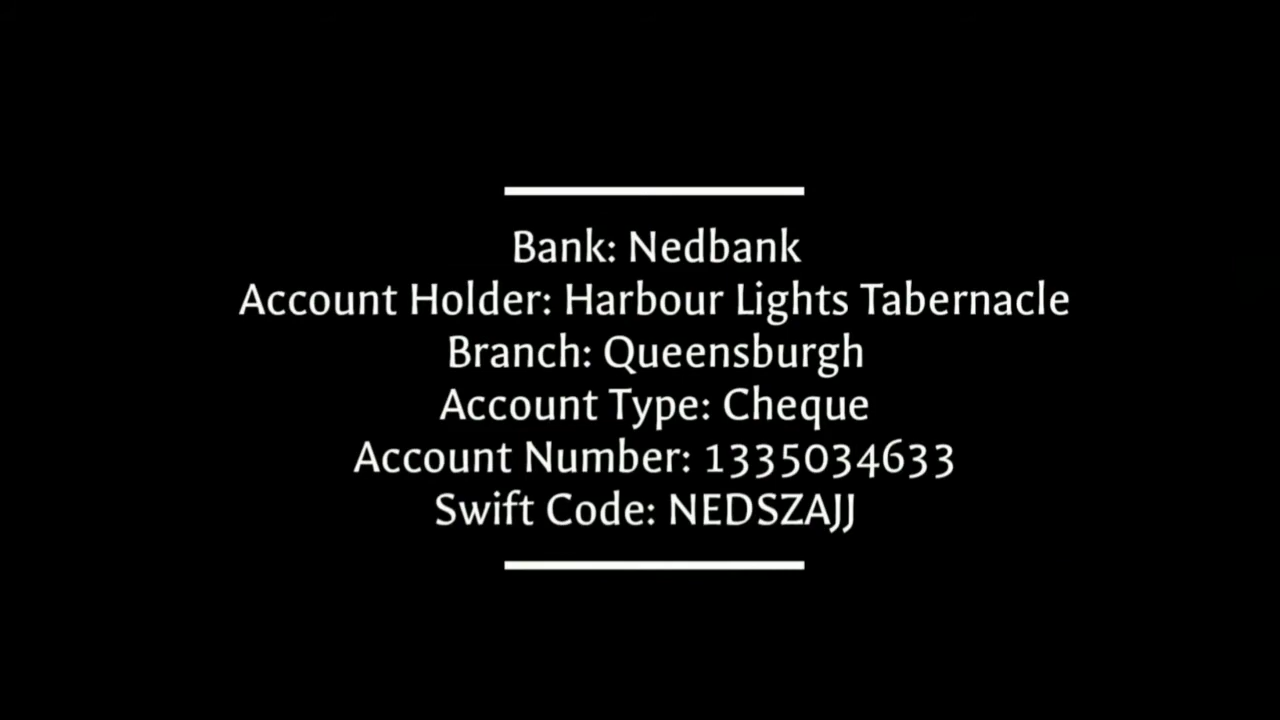 Bank: Nedbank
Account Holder: Harbour Lights Tabernacle
Branch: Queensburgh
Account Type: Cheque
Account Number: 1335034633
Swift Code: NEDSZAJJ